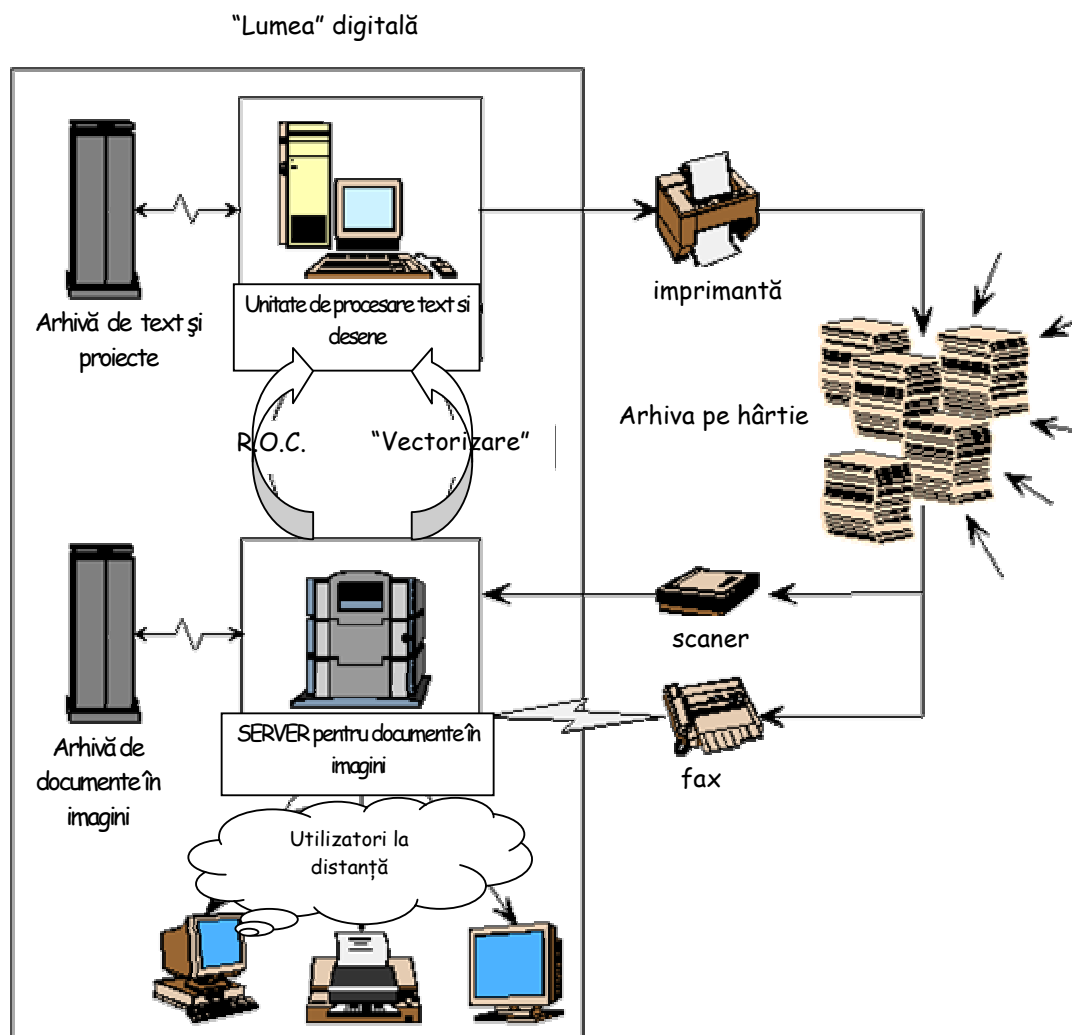 “Lumea” digitală
Unitate de procesare text si
desene
Arhivă de text şi
proiecte
imprimantă
Arhiva pe hârtie
R.O.C.
“Vectorizare”
scaner
SERVER pentru documente în
imagini
Arhivă de
documente în
imagini
fax
Utilizatori la
distanță